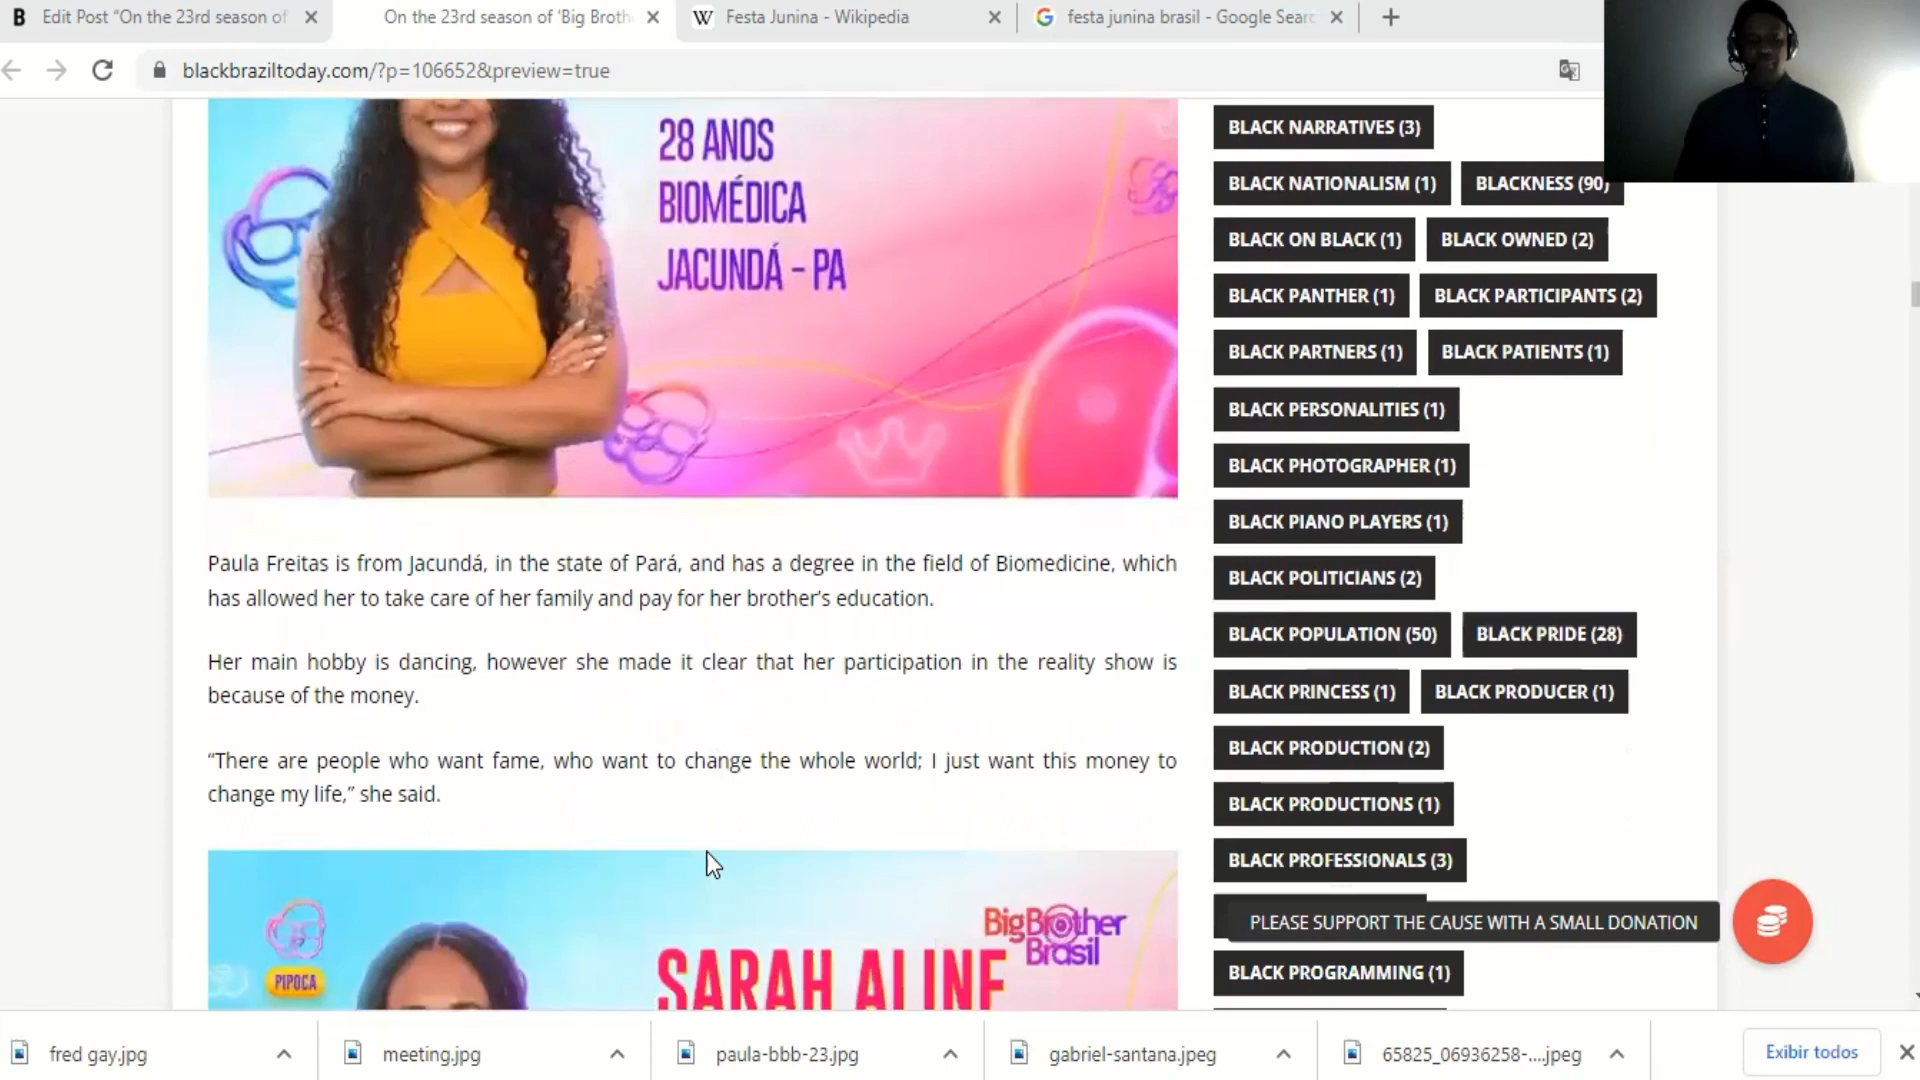 B Edit Post “On the 23rd season of
On the 23rd season of ‘Big Broth
W Festa Junina - Wikipedia
G festa junina brasil - Google Searc
blackbraziltoday.com/?p=106652&preview=true
28 ANOS
BIOMÉDICA
JACUNDÁ - PA
Paula Freitas is from Jacundá, in the state of Pará, and has a degree in the field of Biomedicine, which
has allowed her to take care of her family and pay for her brother’s education.
Her main hobby is dancing, however she made it clear that her participation in the reality show is
because of the money.
“There are people who want fame, who want to change the whole world; I just want this money to
change my life,” she said.
PIPOCA
BigBrother
Brasil
SARAH ALINE
BLACK NARRATIVES (3)
BLACK NATIONALISM (1) BLACKNESS (90)
BLACK ON BLACK (1) BLACK OWNED (2)
BLACK PANTHER (1) BLACK PARTICIPANTS (2)
BLACK PARTNERS (1) BLACK PATIENTS (1)
BLACK PERSONALITIES (1)
BLACK PHOTOGRAPHER (1)
BLACK PIANO PLAYERS (1)
BLACK POLITICIANS (2)
BLACK POPULATION (50) BLACK PRIDE (28)
BLACK PRINCESS (1) BLACK PRODUCER (1)
BLACK PRODUCTION (2)
BLACK PRODUCTIONS (1)
BLACK PROFESSIONALS (3)
PLEASE SUPPORT THE CAUSE WITH A SMALL DONATION
BLACK PROGRAMMING (1)
fred gay.jpg
meeting.jpg
paula-bbb-23.jpg
gabriel-santana.jpeg
65825_06936258-....jpeg
Exibir todos